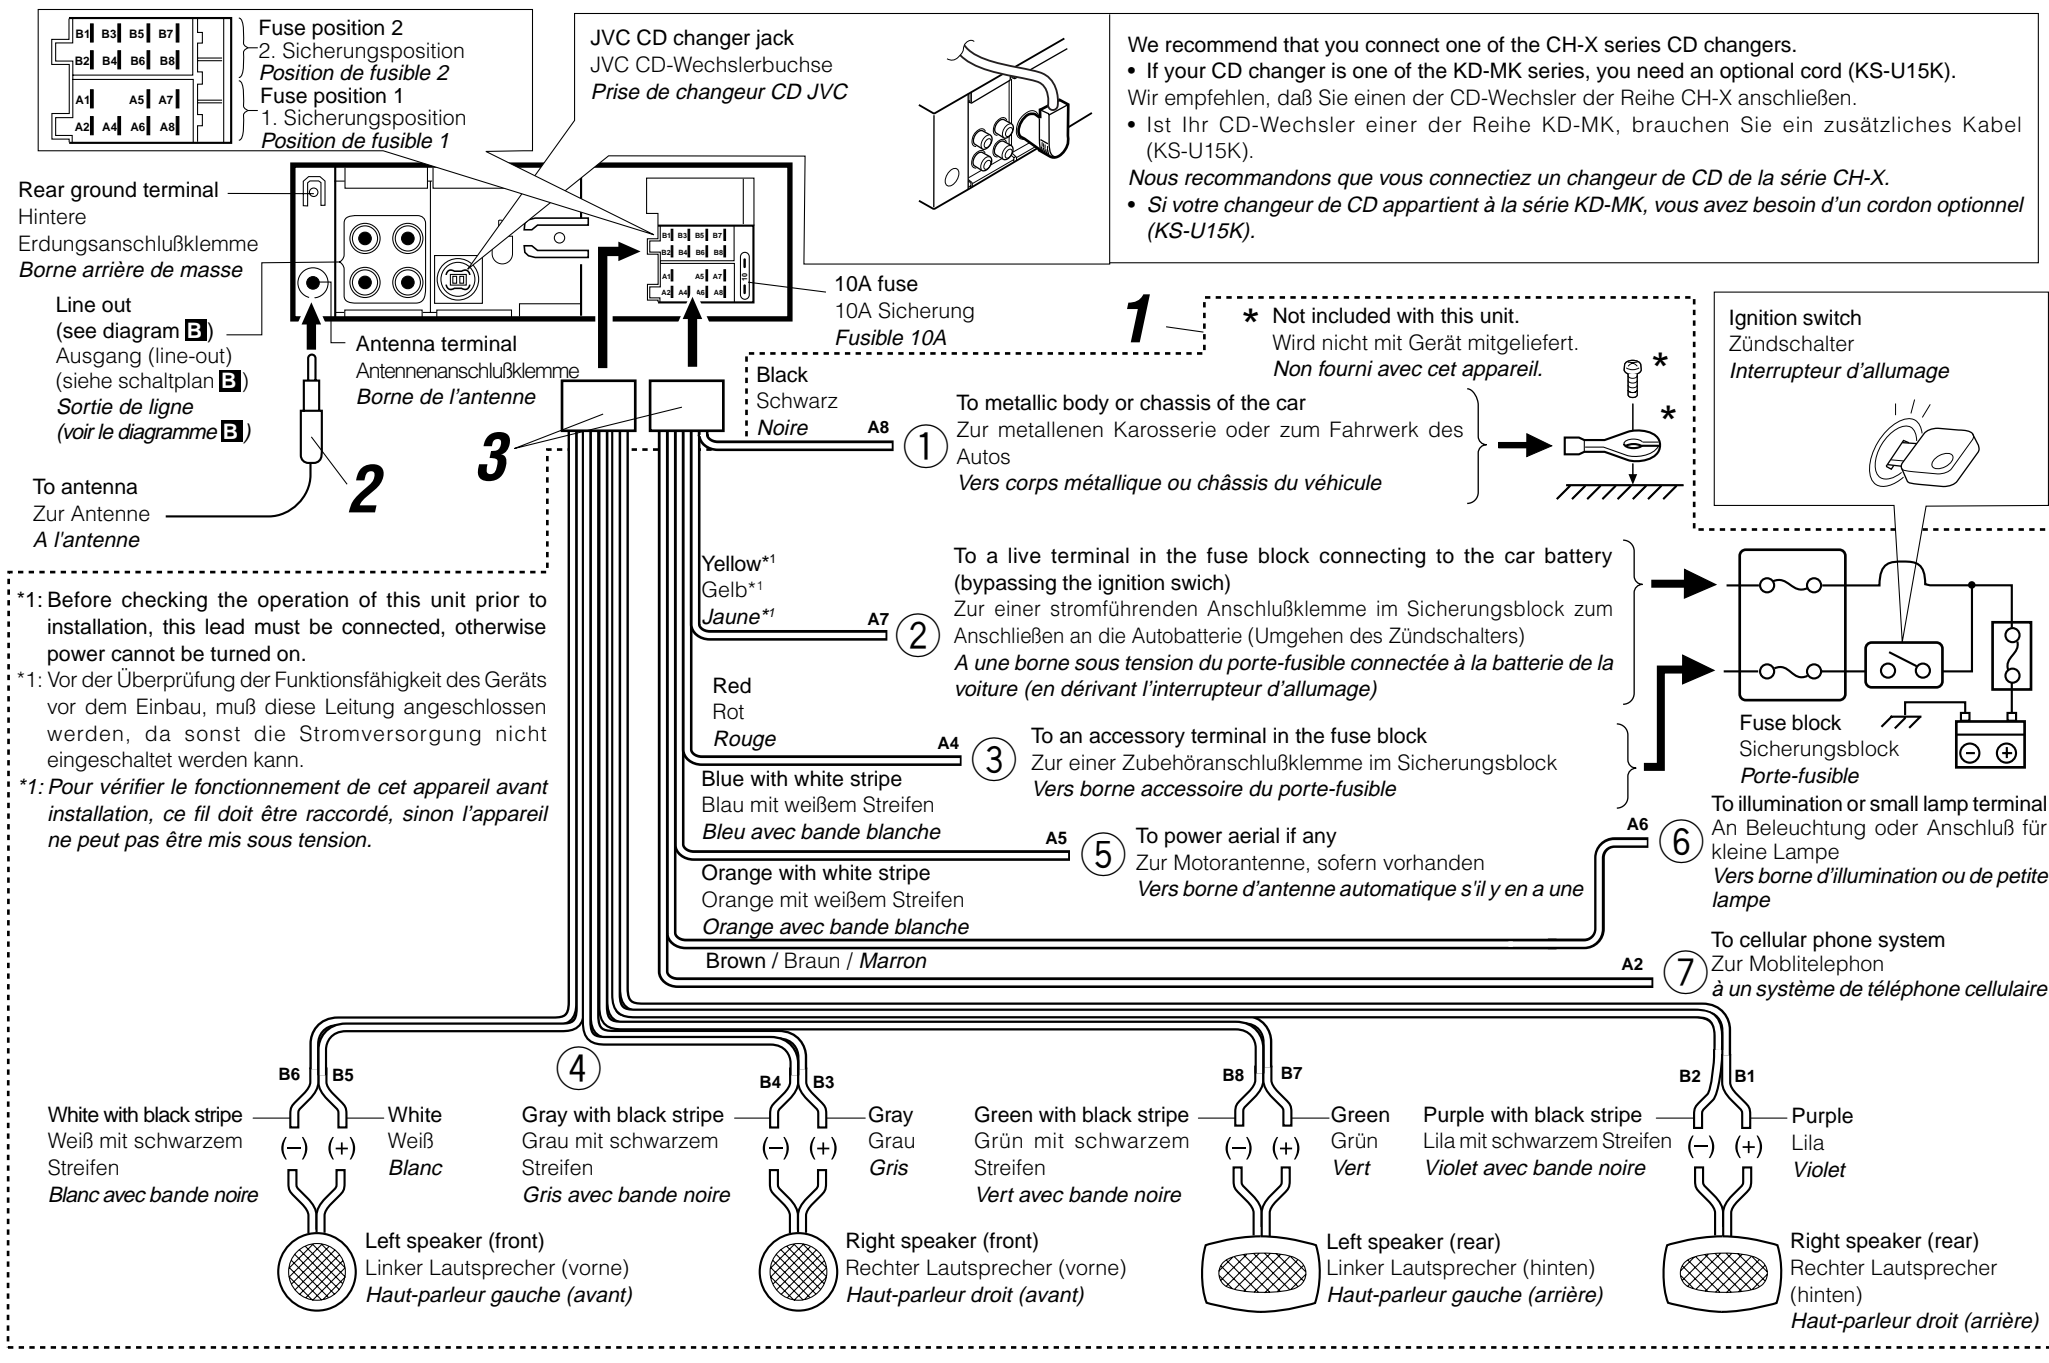 B1 B3 B5 B7
B2 B4 B6 B8
A1 A5 A7
A2 A4 A6 A8
Fuse position 2
2. Sicherungsposition
Position de fusible 2
Fuse position 1
1. Sicherungsposition
Position de fusible 1
JVC CD changer jack
JVC CD-Wechslerbuchse
Prise de changeur CD JVC
We recommend that you connect one of the CH-X series CD changers.
• If your CD changer is one of the KD-MK series, you need an optional cord (KS-U15K).
Wir empfehlen, daß Sie einen der CD-Wechsler der Reihe CH-X anschließen.
• Ist Ihr CD-Wechsler einer der Reihe KD-MK, brauchen Sie ein zusätzliches Kabel
(KS-U15K).
Nous recommandons que vous connectiez un changeur de CD de la série CH-X.
• Si votre changeur de CD appartient à la série KD-MK, vous avez besoin d'un cordon optionnel
(KS-U15K).
Rear ground terminal
Hintere
Erdungsanschlußklemme
Borne arrière de masse
B1 B3 B5 B7
B2 B4 B6 B8
A1 A5 A7
A2 A4 A6 A8
10
10A fuse
10A Sicherung
Fusible 10A
Line out
(see diagram B)
Ausgang (line-out)
(siehe schaltplan B)
Sortie de ligne
(voir le diagramme B)
Antenna terminal
Antennenanschlußklemme
Borne de l'antenne
To antenna
Zur Antenne
A l'antenne
2
3
1
* Not included with this unit.
Wird nicht mit Gerät mitgeliefert.
Non fourni avec cet appareil.
*
*
Ignition switch
Zündschalter
Interrupteur d'allumage
Black
Schwarz
Noire
A8
1
To metallic body or chassis of the car
Zur metallenen Karosserie oder zum Fahrwerk des
Autos
Vers corps métallique ou châssis du véhicule
*1: Before checking the operation of this unit prior to
installation, this lead must be connected, otherwise
power cannot be turned on.
*1: Vor der Überprüfung der Funktionsfähigkeit des Geräts
vor dem Einbau, muß diese Leitung angeschlossen
werden, da sonst die Stromversorgung nicht
eingeschaltet werden kann.
*1: Pour vérifier le fonctionnement de cet appareil avant
installation, ce fil doit être raccordé, sinon l'appareil
ne peut pas être mis sous tension.
Yellow*1
Gelb*1
Jaune*1
A7
2
To a live terminal in the fuse block connecting to the car battery
(bypassing the ignition swich)
Zur einer stromführenden Anschlußklemme im Sicherungsblock zum
Anschließen an die Autobatterie (Umgehen des Zündschalters)
A une borne sous tension du porte-fusible connectée à la batterie de la
voiture (en dérivant l'interrupteur d'allumage)
Red
Rot
Rouge
A4
3
To an accessory terminal in the fuse block
Zur einer Zubehöranschlußklemme im Sicherungsblock
Vers borne accessoire du porte-fusible
Fuse block
Sicherungsblock
Porte-fusible
Blue with white stripe
Blau mit weißem Streifen
Bleu avec bande blanche
A5
5
To power aerial if any
Zur Motorantenne, sofern vorhanden
Vers borne d'antenne automatique s'il y en a une
Orange with white stripe
Orange mit weißem Streifen
Orange avec bande blanche
A6
6
To illumination or small lamp terminal
An Beleuchtung oder Anschluß für
kleine Lampe
Vers borne d'illumination ou de petite
lampe
Brown / Braun / Marron
A2
7
To cellular phone system
Zur Moblitelephon
à un système de téléphone cellulaire
4
B6 B5
White with black stripe
Weiß mit schwarzem
Streifen
Blanc avec bande noire
(–) (+)
White
Weiß
Blanc
Left speaker (front)
Linker Lautsprecher (vorne)
Haut-parleur gauche (avant)
B4 B3
Gray with black stripe
Grau mit schwarzem
Streifen
Gris avec bande noire
(–) (+)
Gray
Grau
Gris
Right speaker (front)
Rechter Lautsprecher (vorne)
Haut-parleur droit (avant)
B8 B7
Green with black stripe
Grün mit schwarzem
Streifen
Vert avec bande noire
(–) (+)
Green
Grün
Vert
Left speaker (rear)
Linker Lautsprecher (hinten)
Haut-parleur gauche (arrière)
B2 B1
Purple with black stripe
Lila mit schwarzem Streifen
Violet avec bande noire
(–) (+)
Purple
Lila
Violet
Right speaker (rear)
Rechter Lautsprecher
(hinten)
Haut-parleur droit (arrière)